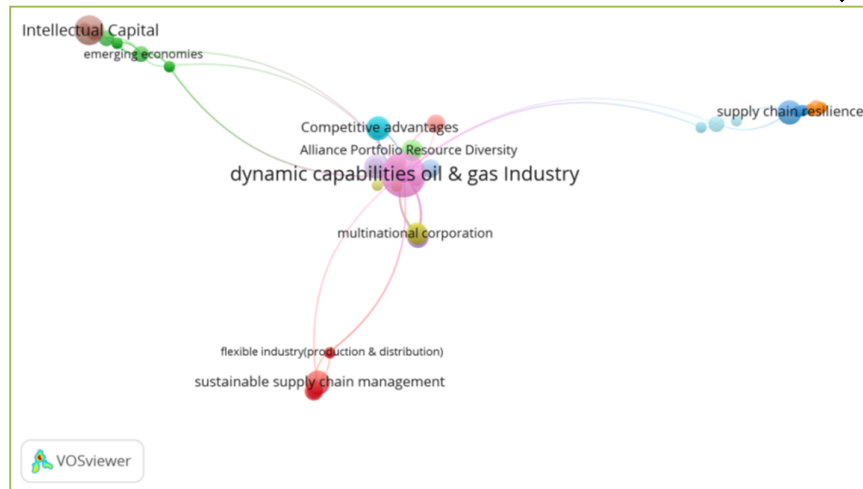 Intellectual Capital
emerging economies
supply chain resilience
Competitive advantages
Alliance Portfolio Resource Diversity
dynamic capabilities oil & gas Industry
multinational corporation
flexible industry(production & distribution)
sustainable supply chain management
VOSviewer